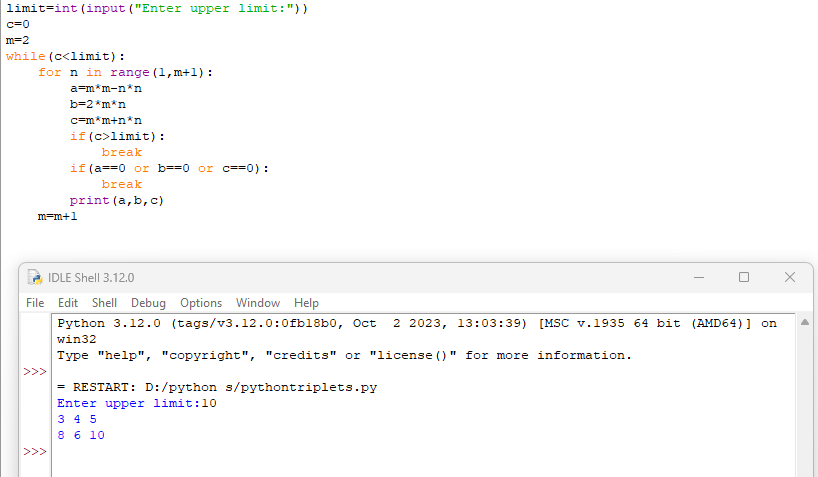 limit=int(input("Enter upper limit:"))
c=0
m=2
while(c<limit):
    for n in range(1,m+1):
        a=m*m-n*n
        b=2*m*n
        c=m*m+n*n
        if(c>limit):
            break
        if(a==0 or b==0 or c==0):
            break
        print(a,b,c)
    m=m+1
IDLE Shell 3.12.0
File Edit Shell Debug Options Window Help
Python 3.12.0 (tags/v3.12.0:0fb18b0, Oct  2 2023, 13:03:39) [MSC v.1935 64 bit (AMD64)] on
win32
Type "help", "copyright", "credits" or "license()" for more information.
>>>
= RESTART: D:/python s/pythontriplets.py
Enter upper limit:10
3 4 5
8 6 10
>>>